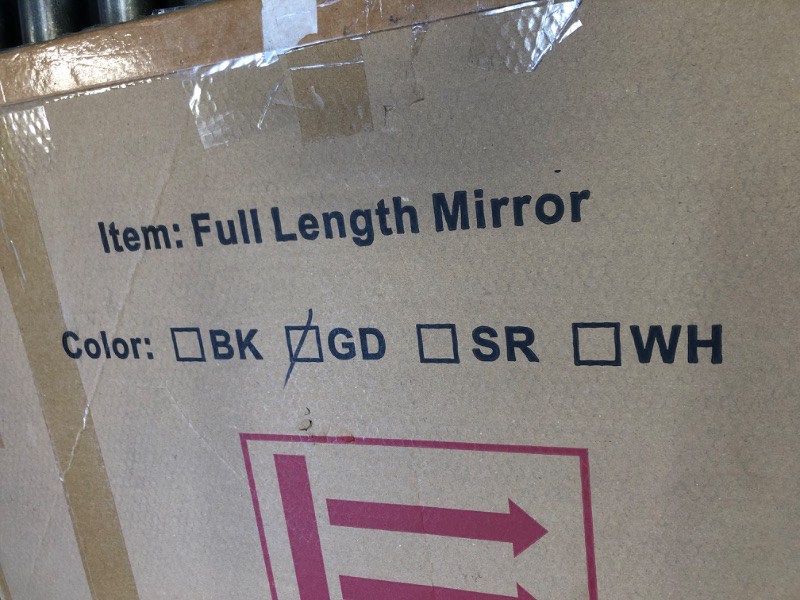 Item: Full Length Mirror
Color: ☐BK ☑GD ☐SR ☐WH